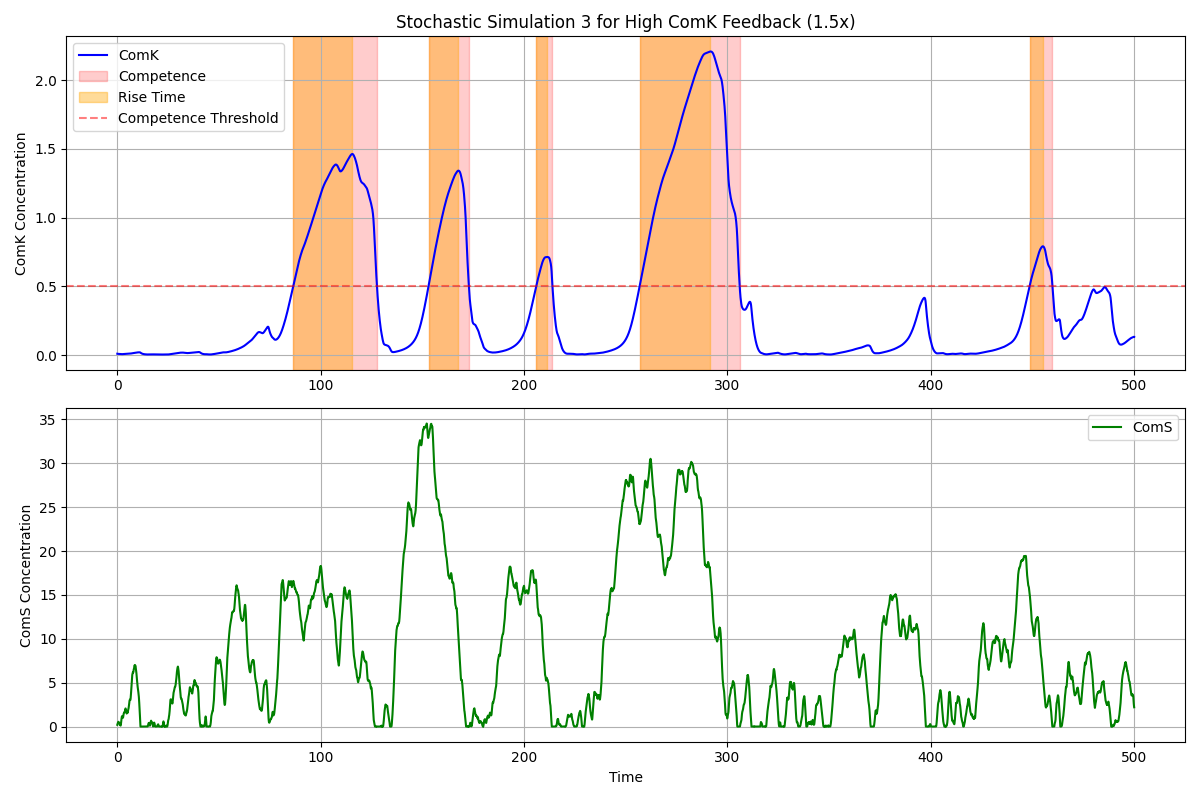 Stochastic Simulation 3 for High ComK Feedback (1.5x)
ComK
Competence
Rise Time
Competence Threshold
ComK Concentration
2.0
1.5
1.0
0.5
0.0
0 100 200 300 400 500
ComS
ComS Concentration
35
30
25
20
15
10
5
0
0 100 200 300 400 500
Time